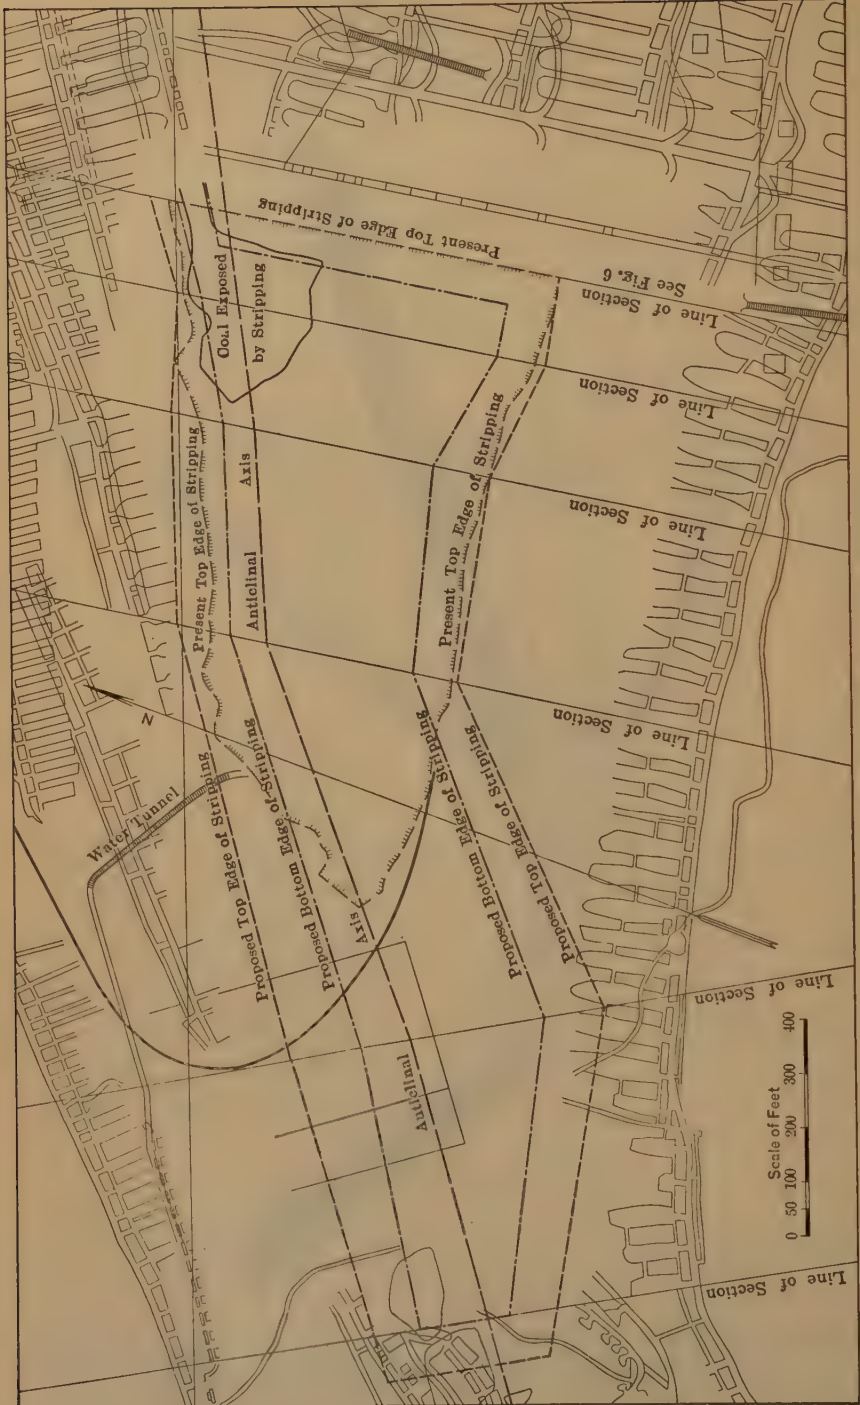 Present Top Edge of Stripping
See Fig. 6
Line of Section
Coal Exposed
by Stripping
Line of Section
Present Top Edge of Stripping
Axis
Anticlinal
Present Top Edge of Stripping
Line of Section
N
Line of Section
Water Tunnel
Proposed Top Edge of Stripping
Proposed Bottom Edge of Stripping
Axis
Proposed Bottom Edge of Stripping
Proposed Top Edge of Stripping
Line of Section
Anticlinal
Scale of Feet
0 50 100 200 300 400
Line of Section